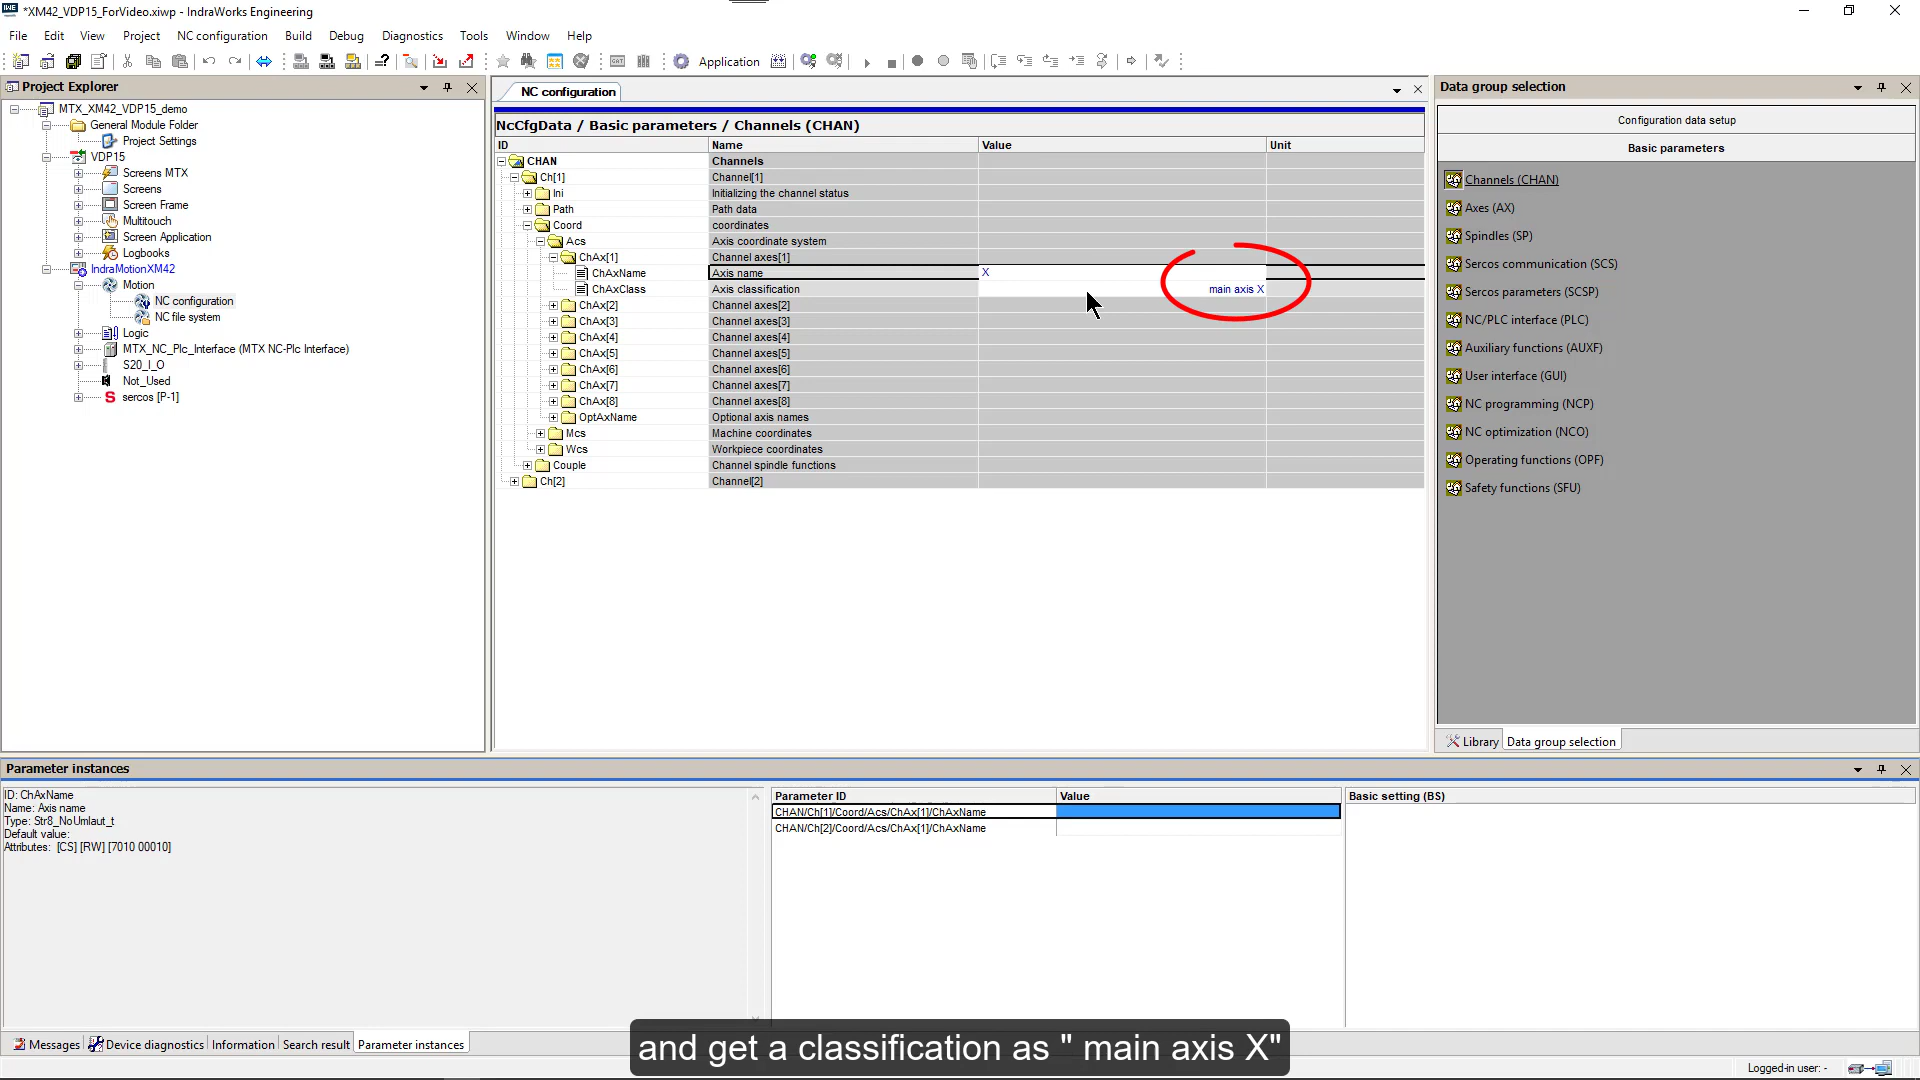 *XM42_VDP15_ForVideo.xiwp - IndraWorks Engineering
File Edit View Project NC configuration Build Debug Diagnostics Tools Window Help
Application
Project Explorer
MTX_XM42_VDP15_demo
General Module Folder
Project Settings
VDP15
Screens MTX
Screens
Screen Frame
Multitouch
Screen Application
Logbooks
IndraMotionXM42
Motion
NC configuration
NC file system
Logic
MTX_NC_Plc_Interface (MTX NC-Plc Interface)
S20_I_O
Not_Used
sercos [P-1]
NC configuration
NcCfgData / Basic parameters / Channels (CHAN)
ID Name Value Unit
CHAN Channels
Ch[1] Channel[1]
Ini Initializing the channel status
Path Path data
Coord coordinates
Acs Axis coordinate system
ChAx[1] Channel axes[1]
ChAxName Axis name X
ChAxClass Axis classification main axis X
ChAx[2] Channel axes[2]
ChAx[3] Channel axes[3]
ChAx[4] Channel axes[4]
ChAx[5] Channel axes[5]
ChAx[6] Channel axes[6]
ChAx[7] Channel axes[7]
ChAx[8] Channel axes[8]
OptAxName Optional axis names
Mcs Machine coordinates
Wcs Workpiece coordinates
Couple Channel spindle functions
Ch[2] Channel[2]
Data group selection
Configuration data setup
Basic parameters
Channels (CHAN)
Axes (AX)
Spindles (SP)
Sercos communication (SCS)
Sercos parameters (SCSP)
NC/PLC interface (PLC)
Auxiliary functions (AUXF)
User interface (GUI)
NC programming (NCP)
NC optimization (NCO)
Operating functions (OPF)
Safety functions (SFU)
Library Data group selection
Parameter instances
ID: ChAxName
Name: Axis name
Type: Str8_NoUmlaut_t
Default value:
Attributes: [CS] [RW] [7010 00010]
Parameter ID Value
CHAN/Ch[1]/Coord/Acs/ChAx[1]/ChAxName
CHAN/Ch[2]/Coord/Acs/ChAx[1]/ChAxName
Basic setting (BS)
Messages Device diagnostics Information Search result Parameter instances
and get a classification as " main axis X"
Logged-in user: -